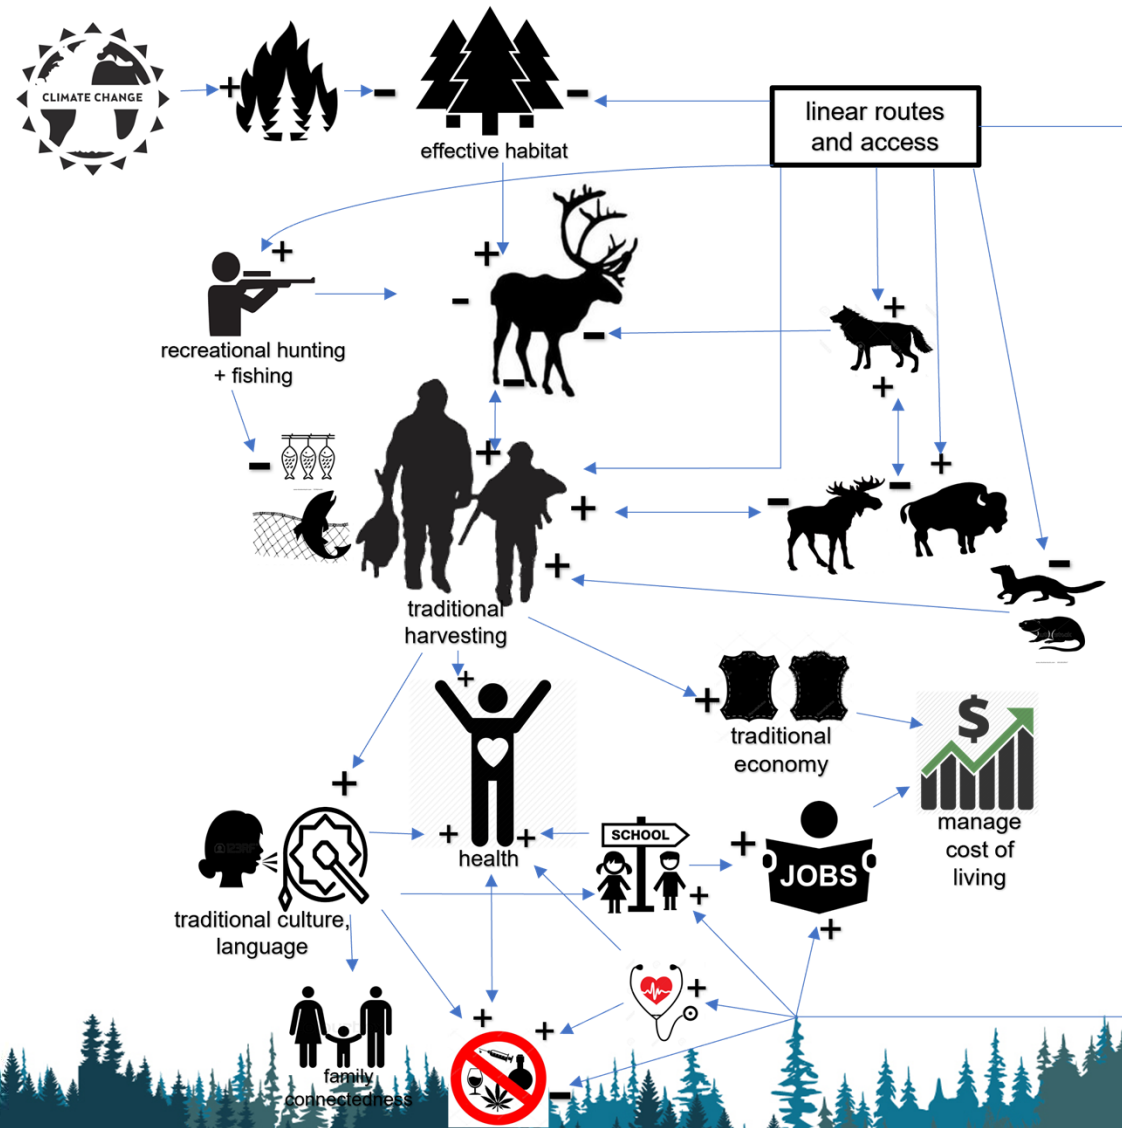 CLIMATE CHANGE
+
-
-
effective habitat
linear routes
and access
+
+
-
-
+
recreational hunting
+ fishing
-
+
+
-
+
-
-
+
-
+
+
traditional
harvesting
+
+
traditional
economy
$
manage
cost of
living
+
+
+
health
SCHOOL
+
JOBS
+
+
traditional culture,
language
+
+
+
-
family
connectedness